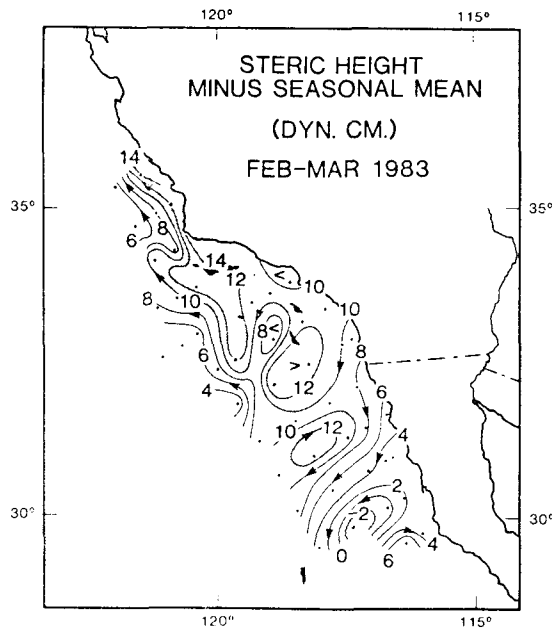 120° 115°
STERIC HEIGHT
MINUS SEASONAL MEAN
(DYN. CM.)
FEB-MAR 1983
14
35° 35°
8
6
14
12 < 10
8 10 10
8 <
8
6
4 > 12
6
10 12 4
2
2
30° 30°
0 6 4
120° 115°